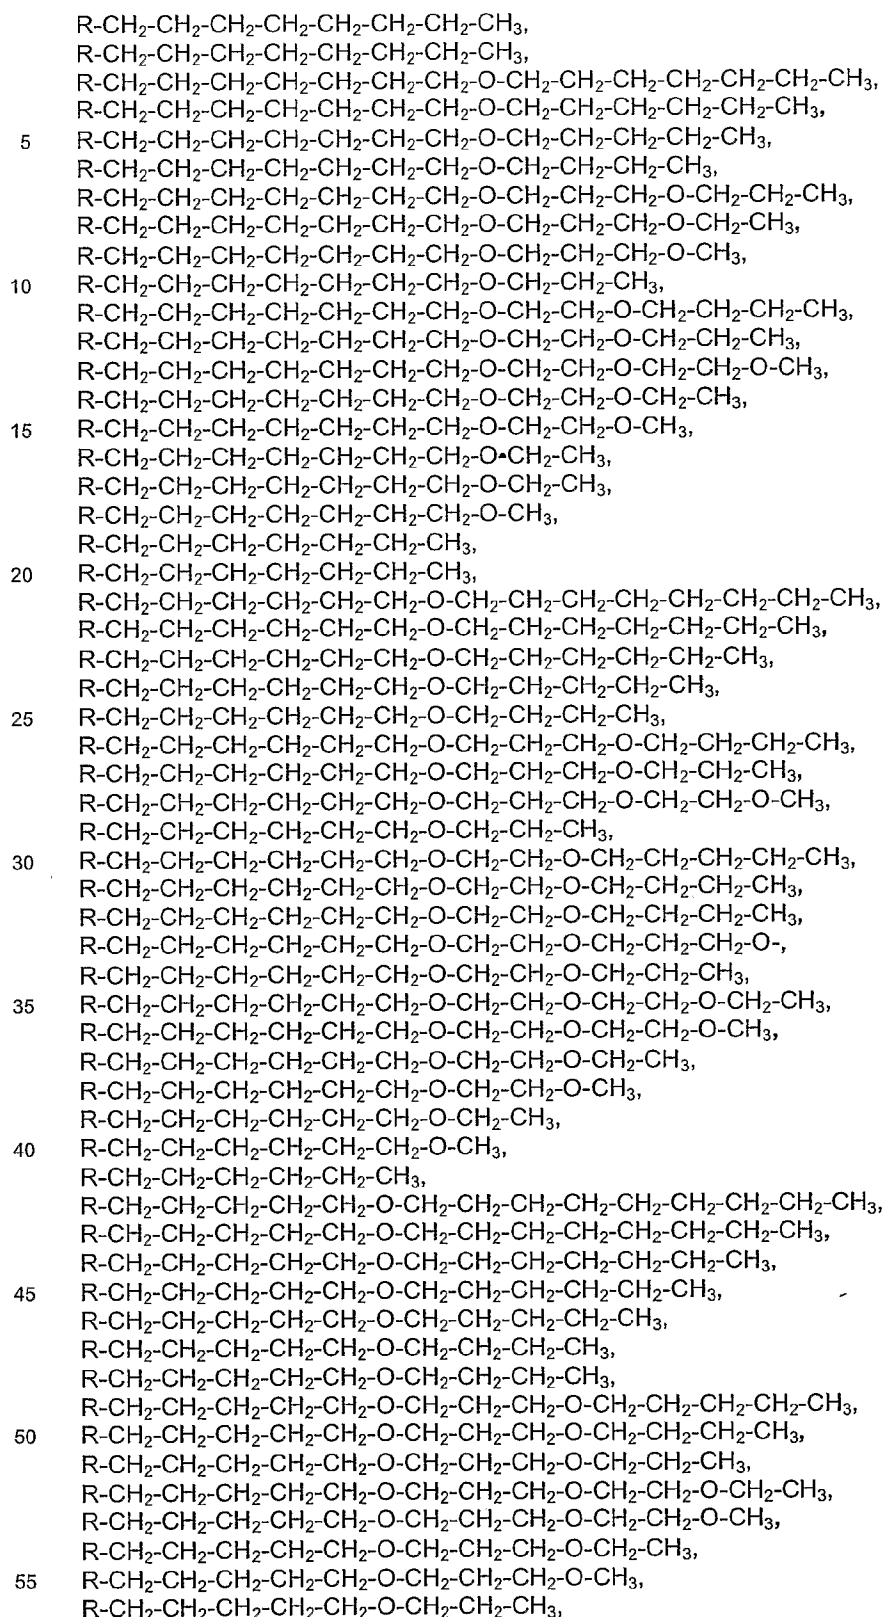 R-CH₂-CH₂-CH₂-CH₂-CH₂-CH₂-CH₂-CH₃,
R-CH₂-CH₂-CH₂-CH₂-CH₂-CH₂-CH₂-CH₃,
R-CH₂-CH₂-CH₂-CH₂-CH₂-CH₂-CH₂-O-CH₂-CH₂-CH₂-CH₂-CH₂-CH₂-CH₃,
R-CH₂-CH₂-CH₂-CH₂-CH₂-CH₂-CH₂-O-CH₂-CH₂-CH₂-CH₂-CH₂-CH₃,
5 R-CH₂-CH₂-CH₂-CH₂-CH₂-CH₂-CH₂-O-CH₂-CH₂-CH₂-CH₂-CH₃,
R-CH₂-CH₂-CH₂-CH₂-CH₂-CH₂-CH₂-O-CH₂-CH₂-CH₂-CH₃,
R-CH₂-CH₂-CH₂-CH₂-CH₂-CH₂-CH₂-O-CH₂-CH₂-CH₂-O-CH₂-CH₂-CH₃,
R-CH₂-CH₂-CH₂-CH₂-CH₂-CH₂-CH₂-O-CH₂-CH₂-CH₂-O-CH₂-CH₃,
R-CH₂-CH₂-CH₂-CH₂-CH₂-CH₂-CH₂-O-CH₂-CH₂-CH₂-O-CH₃,
10 R-CH₂-CH₂-CH₂-CH₂-CH₂-CH₂-CH₂-O-CH₂-CH₂-CH₃,
R-CH₂-CH₂-CH₂-CH₂-CH₂-CH₂-CH₂-O-CH₂-CH₂-O-CH₂-CH₂-CH₂-CH₃,
R-CH₂-CH₂-CH₂-CH₂-CH₂-CH₂-CH₂-O-CH₂-CH₂-O-CH₂-CH₂-CH₃,
R-CH₂-CH₂-CH₂-CH₂-CH₂-CH₂-CH₂-O-CH₂-CH₂-O-CH₂-CH₂-O-CH₃,
R-CH₂-CH₂-CH₂-CH₂-CH₂-CH₂-CH₂-O-CH₂-CH₂-O-CH₂-CH₃,
15 R-CH₂-CH₂-CH₂-CH₂-CH₂-CH₂-CH₂-O-CH₂-CH₂-O-CH₃,
R-CH₂-CH₂-CH₂-CH₂-CH₂-CH₂-CH₂-O-CH₂-CH₃,
R-CH₂-CH₂-CH₂-CH₂-CH₂-CH₂-CH₂-O-CH₂-CH₃,
R-CH₂-CH₂-CH₂-CH₂-CH₂-CH₂-CH₂-O-CH₃,
R-CH₂-CH₂-CH₂-CH₂-CH₂-CH₂-CH₃,
20 R-CH₂-CH₂-CH₂-CH₂-CH₂-CH₂-CH₃,
R-CH₂-CH₂-CH₂-CH₂-CH₂-CH₂-O-CH₂-CH₂-CH₂-CH₂-CH₂-CH₂-CH₂-CH₃,
R-CH₂-CH₂-CH₂-CH₂-CH₂-CH₂-O-CH₂-CH₂-CH₂-CH₂-CH₂-CH₂-CH₃,
R-CH₂-CH₂-CH₂-CH₂-CH₂-CH₂-O-CH₂-CH₂-CH₂-CH₂-CH₂-CH₃,
R-CH₂-CH₂-CH₂-CH₂-CH₂-CH₂-O-CH₂-CH₂-CH₂-CH₂-CH₃,
25 R-CH₂-CH₂-CH₂-CH₂-CH₂-CH₂-O-CH₂-CH₂-CH₂-CH₃,
R-CH₂-CH₂-CH₂-CH₂-CH₂-CH₂-O-CH₂-CH₂-CH₂-O-CH₂-CH₂-CH₂-CH₃,
R-CH₂-CH₂-CH₂-CH₂-CH₂-CH₂-O-CH₂-CH₂-CH₂-O-CH₂-CH₂-CH₃,
R-CH₂-CH₂-CH₂-CH₂-CH₂-CH₂-O-CH₂-CH₂-CH₂-O-CH₂-CH₂-O-CH₃,
R-CH₂-CH₂-CH₂-CH₂-CH₂-CH₂-O-CH₂-CH₂-CH₃,
30 R-CH₂-CH₂-CH₂-CH₂-CH₂-CH₂-O-CH₂-CH₂-O-CH₂-CH₂-CH₂-CH₂-CH₃,
R-CH₂-CH₂-CH₂-CH₂-CH₂-CH₂-O-CH₂-CH₂-O-CH₂-CH₂-CH₂-CH₃,
R-CH₂-CH₂-CH₂-CH₂-CH₂-CH₂-O-CH₂-CH₂-O-CH₂-CH₂-CH₂-CH₃,
R-CH₂-CH₂-CH₂-CH₂-CH₂-CH₂-O-CH₂-CH₂-O-CH₂-CH₂-CH₂-O-,
R-CH₂-CH₂-CH₂-CH₂-CH₂-CH₂-O-CH₂-CH₂-O-CH₂-CH₂-CH₃,
35 R-CH₂-CH₂-CH₂-CH₂-CH₂-CH₂-O-CH₂-CH₂-O-CH₂-CH₂-O-CH₂-CH₃,
R-CH₂-CH₂-CH₂-CH₂-CH₂-CH₂-O-CH₂-CH₂-O-CH₂-CH₂-O-CH₃,
R-CH₂-CH₂-CH₂-CH₂-CH₂-CH₂-O-CH₂-CH₂-O-CH₂-CH₃,
R-CH₂-CH₂-CH₂-CH₂-CH₂-CH₂-O-CH₂-CH₂-O-CH₃,
R-CH₂-CH₂-CH₂-CH₂-CH₂-CH₂-O-CH₂-CH₃,
40 R-CH₂-CH₂-CH₂-CH₂-CH₂-CH₂-O-CH₃,
R-CH₂-CH₂-CH₂-CH₂-CH₂-CH₃,
R-CH₂-CH₂-CH₂-CH₂-CH₂-O-CH₂-CH₂-CH₂-CH₂-CH₂-CH₂-CH₂-CH₂-CH₃,
R-CH₂-CH₂-CH₂-CH₂-CH₂-O-CH₂-CH₂-CH₂-CH₂-CH₂-CH₂-CH₂-CH₃,
R-CH₂-CH₂-CH₂-CH₂-CH₂-O-CH₂-CH₂-CH₂-CH₂-CH₂-CH₂-CH₃,
45 R-CH₂-CH₂-CH₂-CH₂-CH₂-O-CH₂-CH₂-CH₂-CH₂-CH₂-CH₃,
R-CH₂-CH₂-CH₂-CH₂-CH₂-O-CH₂-CH₂-CH₂-CH₂-CH₃,
R-CH₂-CH₂-CH₂-CH₂-CH₂-O-CH₂-CH₂-CH₂-CH₃,
R-CH₂-CH₂-CH₂-CH₂-CH₂-O-CH₂-CH₂-CH₂-CH₃,
R-CH₂-CH₂-CH₂-CH₂-CH₂-O-CH₂-CH₂-CH₂-O-CH₂-CH₂-CH₂-CH₂-CH₃,
50 R-CH₂-CH₂-CH₂-CH₂-CH₂-O-CH₂-CH₂-CH₂-O-CH₂-CH₂-CH₂-CH₃,
R-CH₂-CH₂-CH₂-CH₂-CH₂-O-CH₂-CH₂-CH₂-O-CH₂-CH₂-CH₃,
R-CH₂-CH₂-CH₂-CH₂-CH₂-O-CH₂-CH₂-CH₂-O-CH₂-CH₂-O-CH₂-CH₃,
R-CH₂-CH₂-CH₂-CH₂-CH₂-O-CH₂-CH₂-CH₂-O-CH₂-CH₂-O-CH₃,
R-CH₂-CH₂-CH₂-CH₂-CH₂-O-CH₂-CH₂-CH₂-O-CH₂-CH₃,
55 R-CH₂-CH₂-CH₂-CH₂-CH₂-O-CH₂-CH₂-CH₂-O-CH₃,
R-CH₂-CH₂-CH₂-CH₂-CH₂-O-CH₂-CH₂-CH₃,